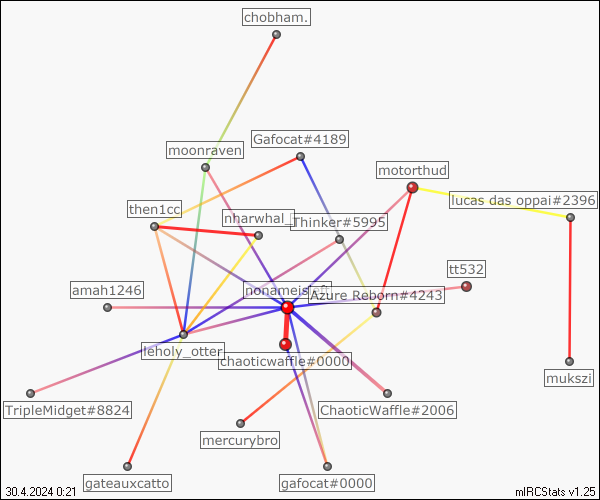 chobham.
Gafocat#4189
moonraven
motorthud
lucas das oppai#2396
then1cc
nharwhal_
Thinker#5995
tt532
amah1246
Azure Reborn#4243
leholy_otter
chaoticwaffle#0000
mukszi
TripleMidget#8824
ChaoticWaffle#2006
mercurybro
gateauxcatto
gafocat#0000
30.4.2024 0:21
mIRCStats v1.25